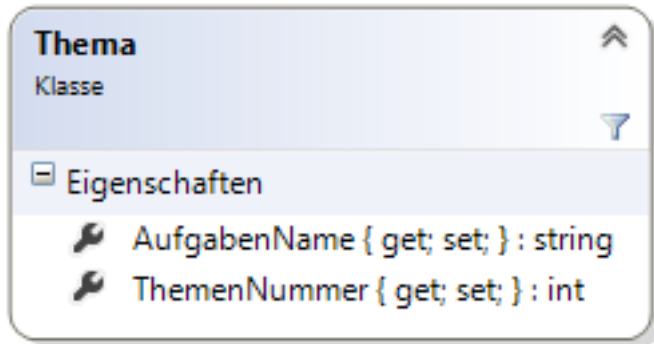 Thema
Klasse
Eigenschaften
AufgabenName { get; set; } : string
ThemenNummer { get; set; } : int